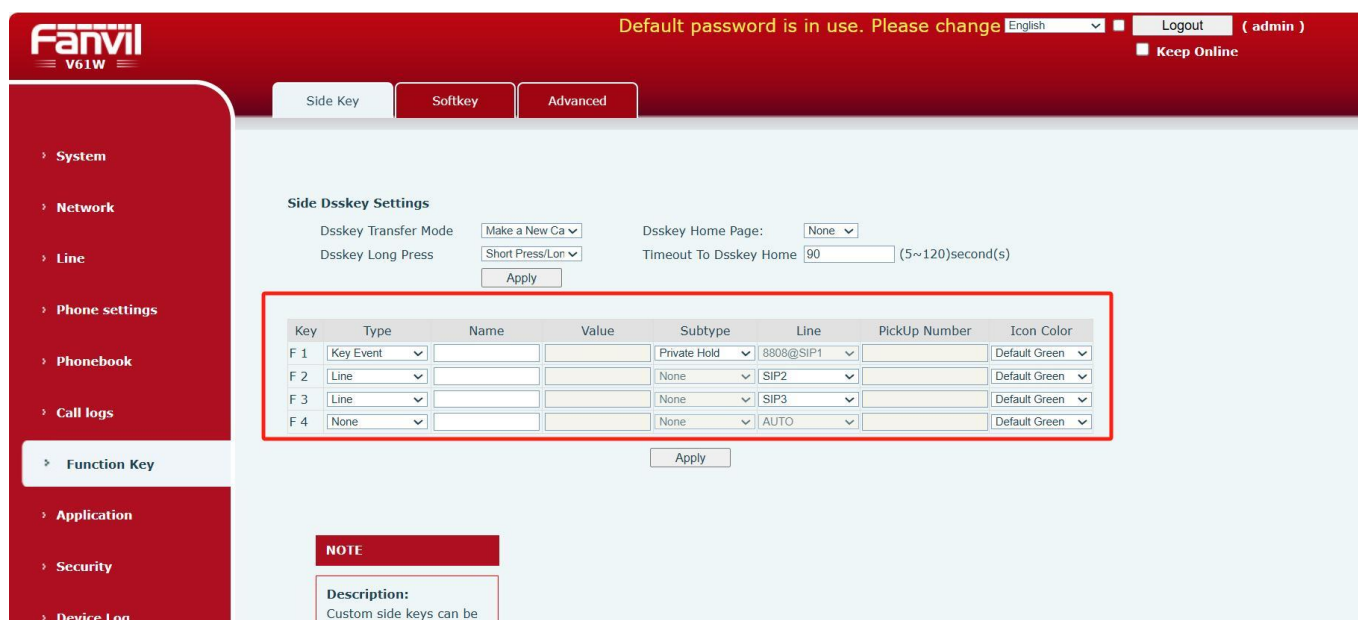 Default password is in use. Please change English Logout ( admin )
Fanvil
V61W
Keep Online
Side Key Softkey Advanced
› System
› Network
› Line
› Phone settings
› Phonebook
› Call logs
› Function Key
› Application
› Security
› Device Log
Side Dsskey Settings
Dsskey Transfer Mode Make a New Ca Dsskey Home Page: None
Dsskey Long Press Short Press/Lon Timeout To Dsskey Home 90 (5~120)second(s)
Apply
Key Type Name Value Subtype Line PickUp Number Icon Color
F 1 Key Event Private Hold 8808@SIP1 Default Green
F 2 Line None SIP2 Default Green
F 3 Line None SIP3 Default Green
F 4 None None AUTO Default Green
Apply
NOTE
Description:
Custom side keys can be